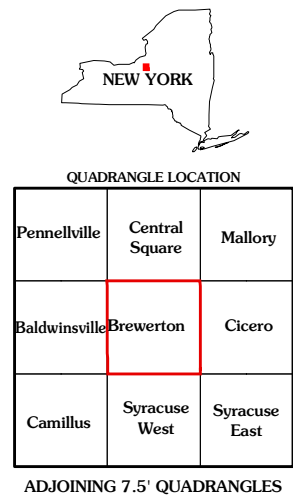 NEW YORK
QUADRANGLE LOCATION
Pennellville
Central
Square
Mallory
Baldwinsville
Brewerton
Cicero
Camillus
Syracuse
West
Syracuse
East
ADJOINING 7.5' QUADRANGLES